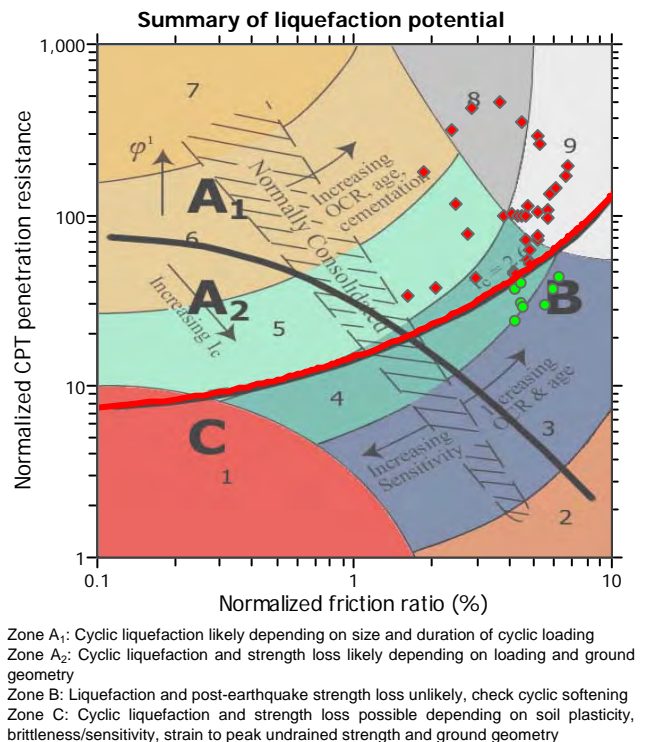 Summary of liquefaction potential
Normalized CPT penetration resistance
1,000
100
10
1
0.1
1
10
Normalized friction ratio (%)
7
8
9
φ¹
A₁
Normally Consolidated
Increasing
OCR- age,
cementation
6
A₂
Increasing Ic
5
B
4
Increasing
OCR & age
3
Increasing
Sensitivity
C
1
2
Zone A₁: Cyclic liquefaction likely depending on size and duration of cyclic loading
Zone A₂: Cyclic liquefaction and strength loss likely depending on loading and ground
geometry
Zone B: Liquefaction and post-earthquake strength loss unlikely, check cyclic softening
Zone C: Cyclic liquefaction and strength loss possible depending on soil plasticity,
brittleness/sensitivity, strain to peak undrained strength and ground geometry